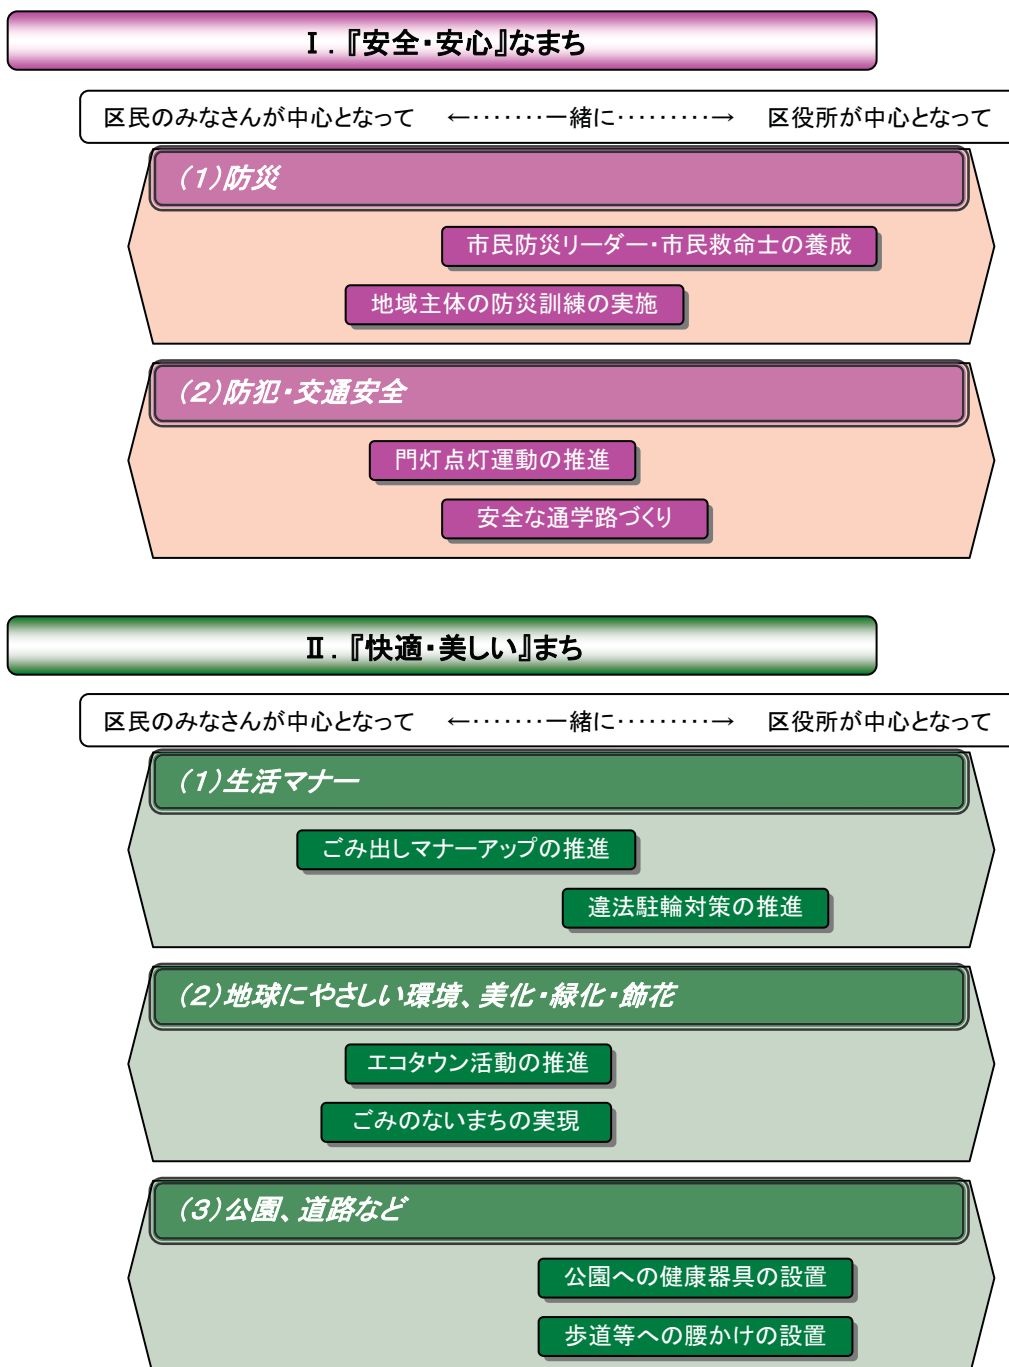 Ⅰ．『安全・安心』なまち
区民のみなさんが中心となって ←・・・・・・・一緒に・・・・・・・・・→ 区役所が中心となって
（１）防災
市民防災リーダー・市民救命士の養成
地域主体の防災訓練の実施
（２）防犯・交通安全
門灯点灯運動の推進
安全な通学路づくり
Ⅱ．『快適・美しい』まち
区民のみなさんが中心となって ←・・・・・・・一緒に・・・・・・・・・→ 区役所が中心となって
（１）生活マナー
ごみ出しマナーアップの推進
違法駐輪対策の推進
（２）地球にやさしい環境、美化・緑化・飾花
エコタウン活動の推進
ごみのないまちの実現
（３）公園、道路など
公園への健康器具の設置
歩道等への腰かけの設置